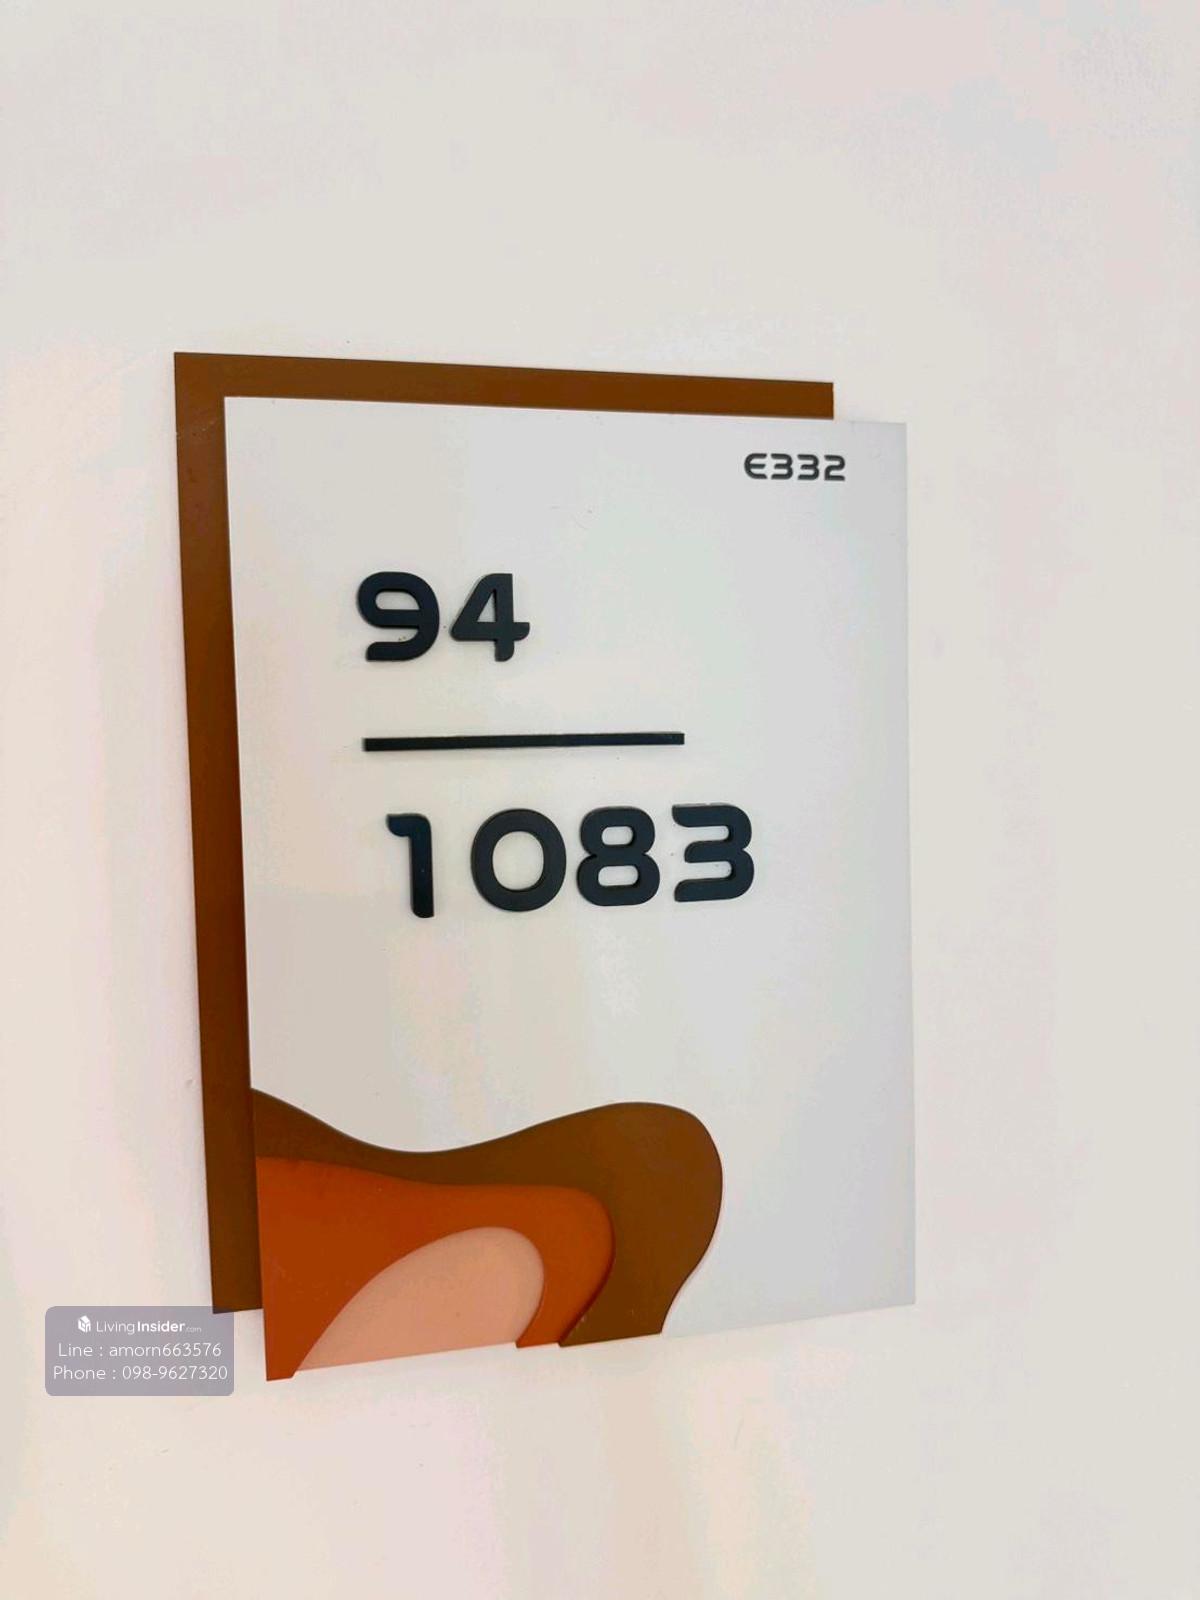 E332
94
1083
LivingInsider.com
Line : amorn663576
Phone : 098-9627320